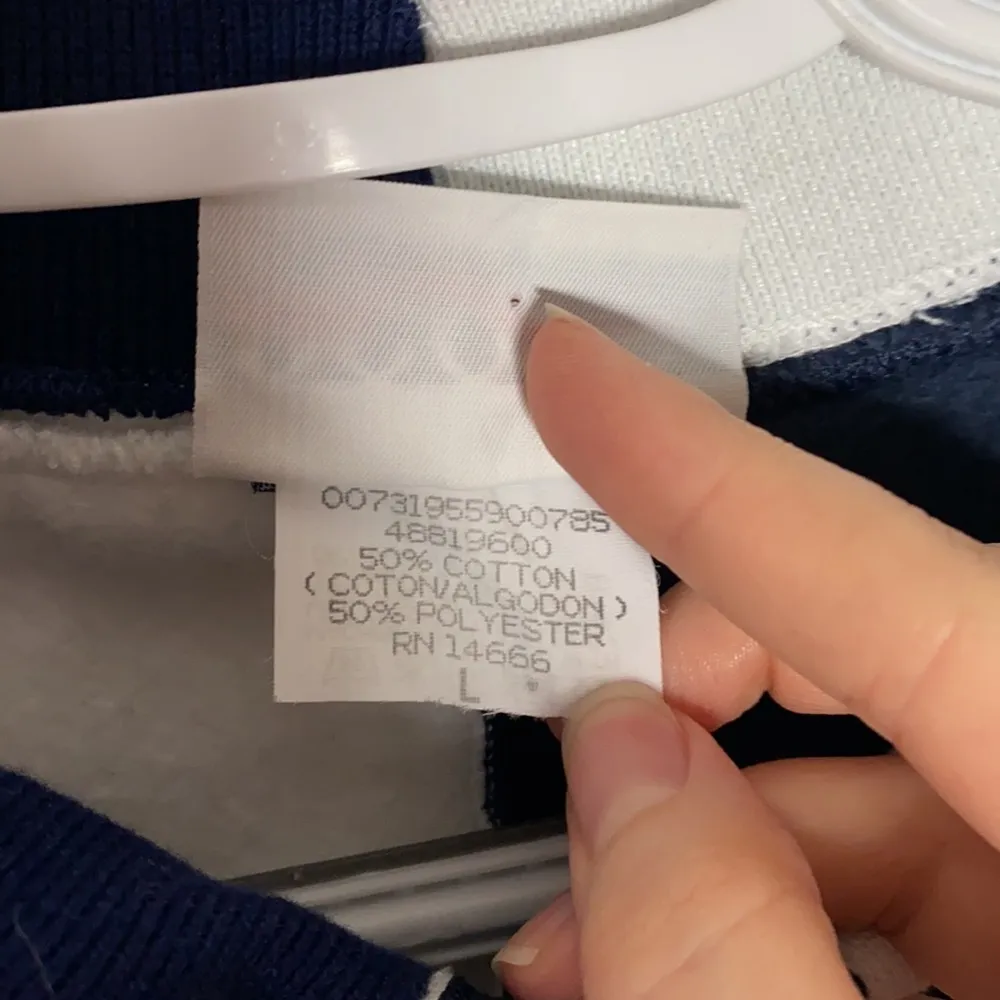 00731955900785
48819600
50% COTTON
(COTON/ALGODON)
50% POLYESTER
RN 14666
L